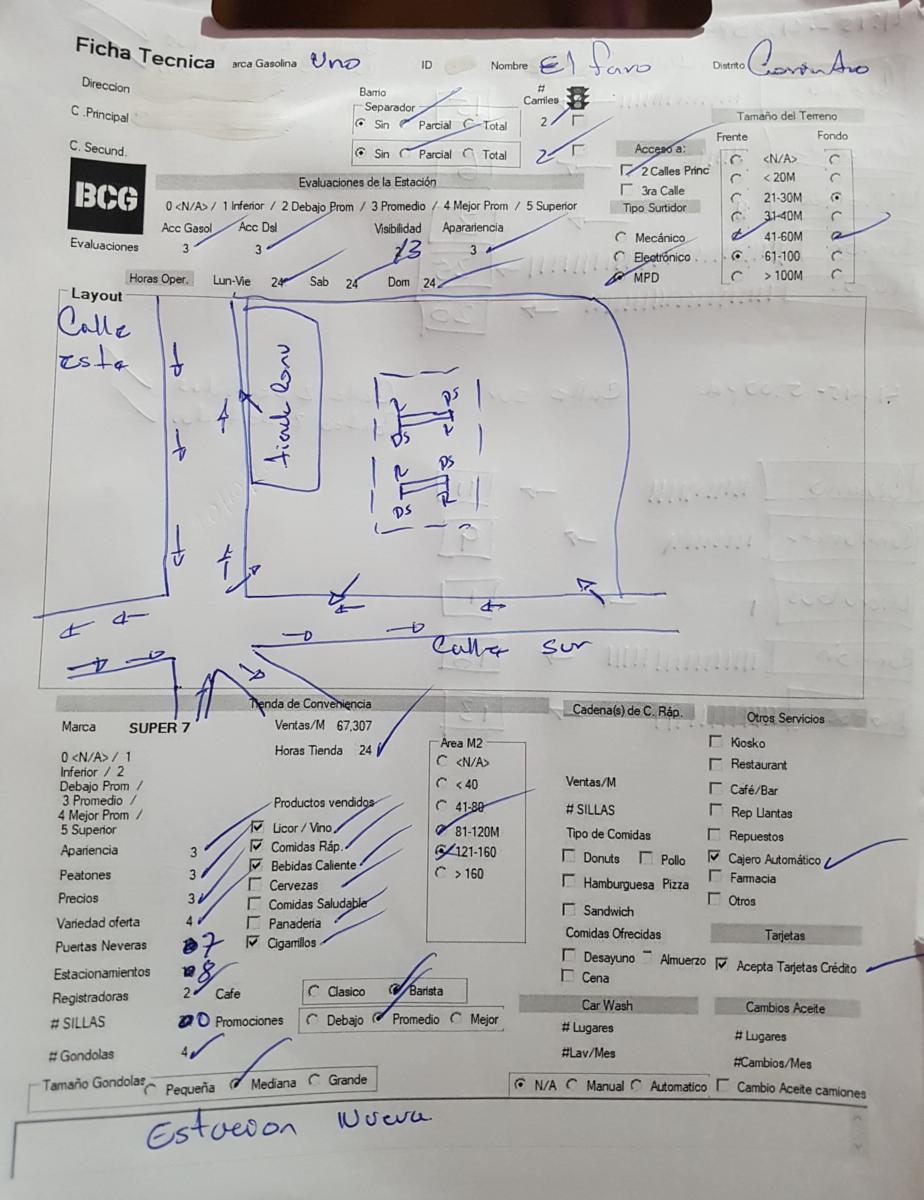 Ficha Tecnica arca Gasolina Uno ID Nombre El faro Distrito
Direccion
C .Principal
C. Secund.
Barrio
Separador
Sin Parcial Total
Sin Parcial Total
# Carriles
2
2
Acceso a:
2 Calles Princ
3ra Calle
Tipo Surtidor
Mecánico
Electrónico
MPD
Tamaño del Terreno
Frente Fondo
<N/A>
< 20M
21-30M
31-40M
41-60M
61-100
> 100M
BCG
Evaluaciones de la Estación
0 <N/A> / 1 Inferior / 2 Debajo Prom / 3 Promedio / 4 Mejor Prom / 5 Superior
Acc Gasol Acc Dsl Visibilidad Aparariencia
Evaluaciones 3 3 3 3
Horas Oper. Lun-Vie 24 Sab 24 Dom 24
Layout
Calle
Este
Tienda Conv
R DS
DS R
R DS
DS R
Calle Sur
Tienda de Conveniencia
Marca SUPER 7
Ventas/M 67,307
Horas Tienda 24
0 <N/A> / 1
Inferior / 2
Debajo Prom /
3 Promedio /
4 Mejor Prom /
5 Superior
Apariencia 3
Peatones 3
Precios 3
Variedad oferta 4
Puertas Neveras 7
Estacionamientos 8
Registradoras 2
# SILLAS 0
# Gondolas 4
Productos vendidos
Licor / Vino
Comidas Ráp.
Bebidas Caliente
Cervezas
Comidas Saludable
Panaderia
Cigarrillos
Cafe Clasico Barista
Promociones Debajo Promedio Mejor
Tamaño Gondolas Pequeña Mediana Grande
Area M2
<N/A>
< 40
41-80
81-120M
121-160
> 160
Cadena(s) de C. Ráp.
Ventas/M
# SILLAS
Tipo de Comidas
Donuts Pollo
Hamburguesa Pizza
Sandwich
Comidas Ofrecidas
Desayuno Almuerzo
Cena
Otros Servicios
Kiosko
Restaurant
Café/Bar
Rep Llantas
Repuestos
Cajero Automático
Farmacia
Otros
Tarjetas
Acepta Tarjetas Crédito
Car Wash
# Lugares
#Lav/Mes
N/A Manual Automatico
Cambios Aceite
# Lugares
#Cambios/Mes
Cambio Aceite camiones
Estacion Nueva